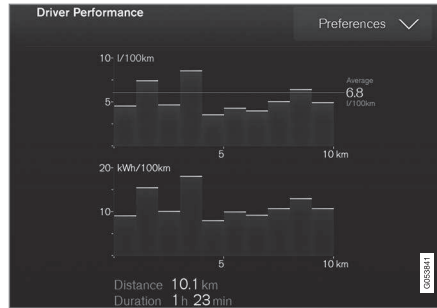 Driver Performance
Preferences
10- l/100km
Average
6.8
l/100km
5-
5
10 km
20- kWh/100km
10-
5
10 km
Distance 10.1 km
Duration 1 h 23 min
G053841